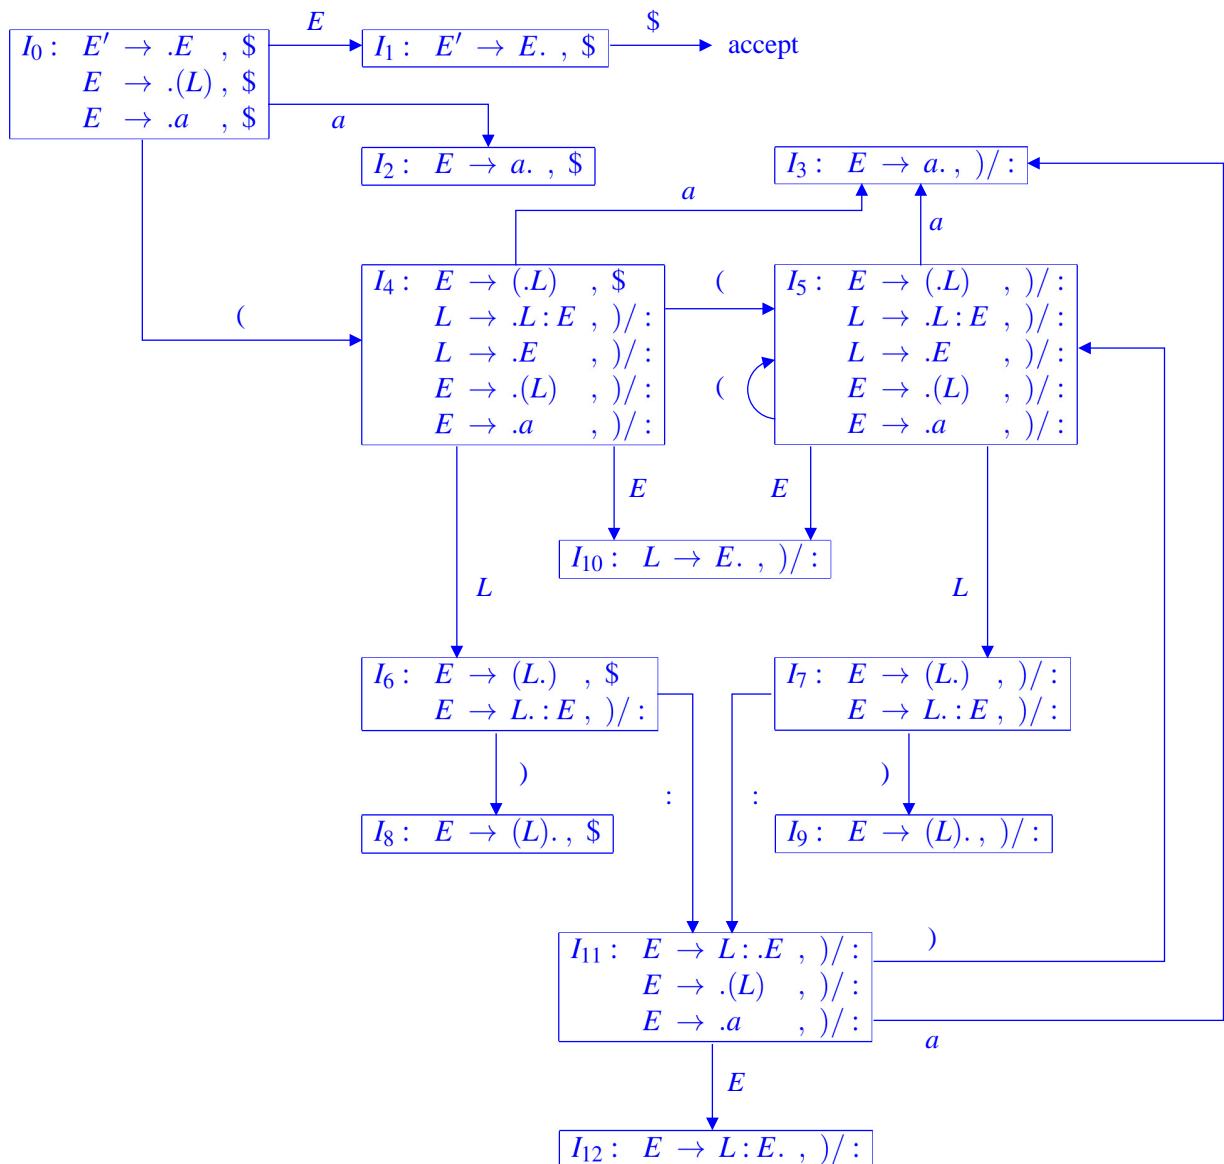 E
$
I₀ : E′ → .E , $
I₁ : E′ → E. , $
accept
E → .(L) , $
E → .a , $
a
I₂ : E → a. , $
I₃ : E → a. , )/ :
a
a
I₄ : E → (.L) , $
L → .L : E , )/ :
L → .E , )/ :
E → .(L) , )/ :
E → .a , )/ :
(
(
(
I₅ : E → (.L) , )/ :
L → .L : E , )/ :
L → .E , )/ :
E → .(L) , )/ :
E → .a , )/ :
E
E
I₁₀ : L → E. , )/ :
L
L
I₆ : E → (L.) , $
E → L. : E , )/ :
I₇ : E → (L.) , )/ :
E → L. : E , )/ :
)
:
:
)
I₈ : E → (L). , $
I₉ : E → (L). , )/ :
I₁₁ : E → L : .E , )/ :
E → .(L) , )/ :
E → .a , )/ :
)
a
E
I₁₂ : E → L : E. , )/ :